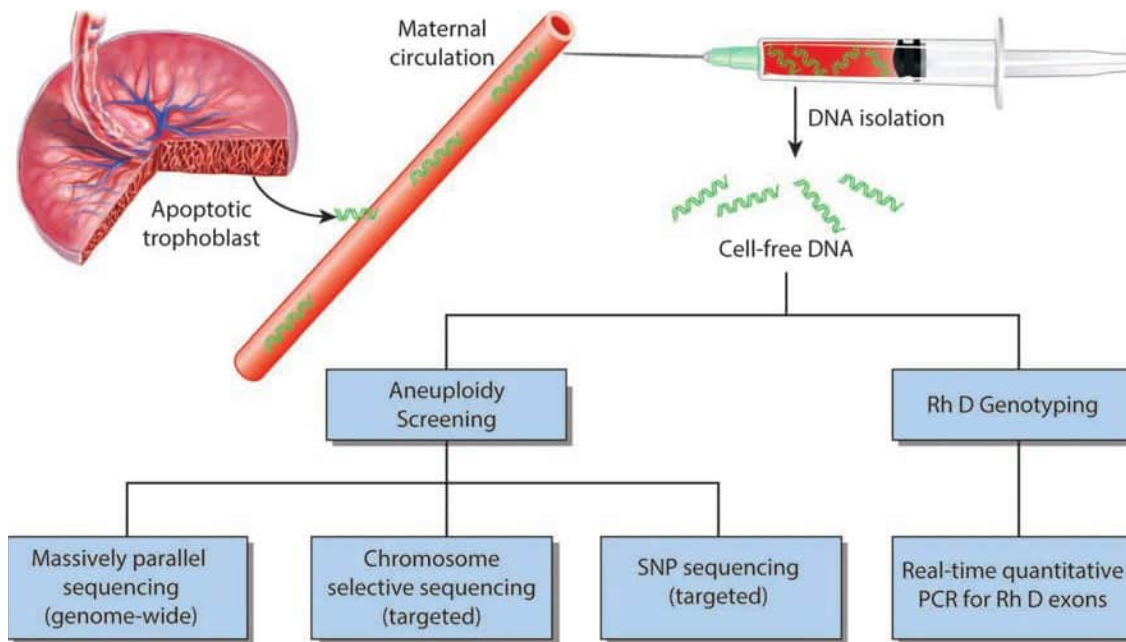 Maternal
circulation
DNA isolation
Apoptotic
trophoblast
Cell-free DNA
Aneuploidy
Screening
Rh D Genotyping
Massively parallel
sequencing
(genome-wide)
Chromosome
selective sequencing
(targeted)
SNP sequencing
(targeted)
Real-time quantitative
PCR for Rh D exons